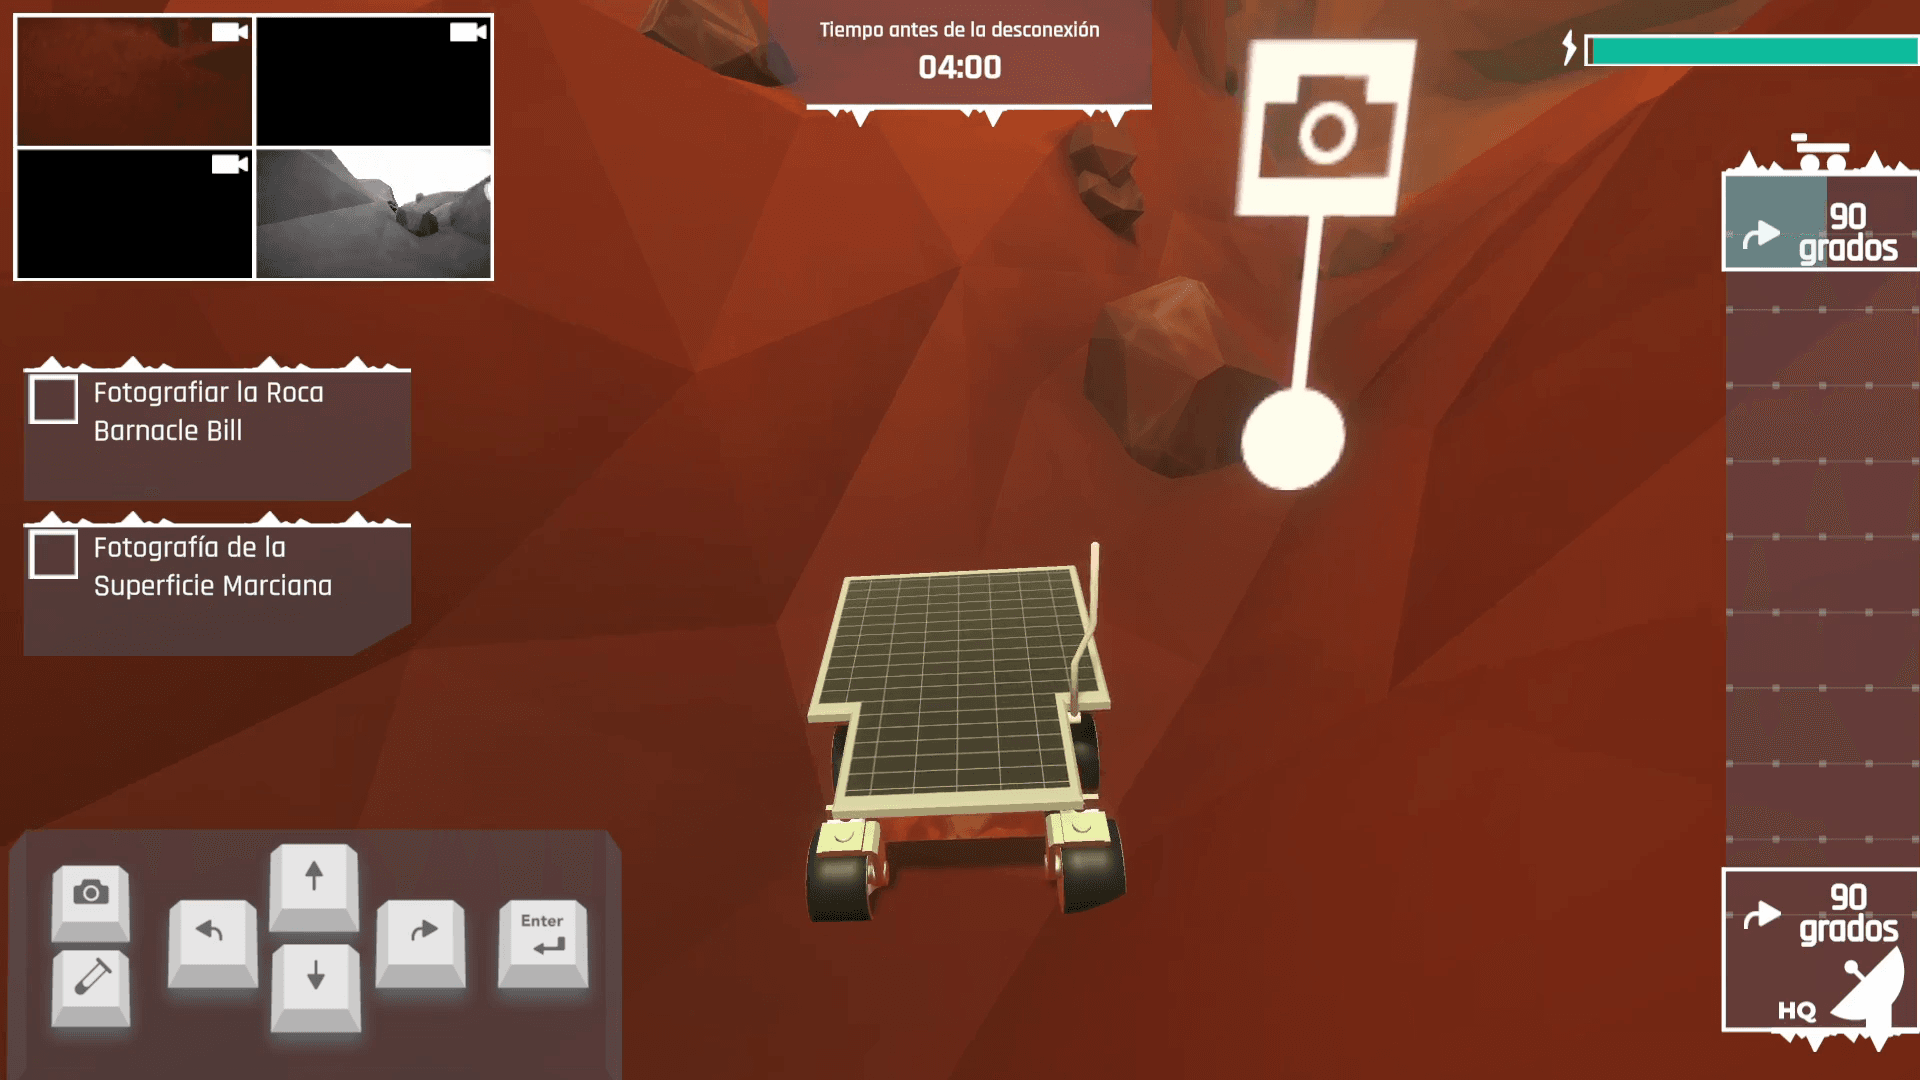 Tiempo antes de la desconexión
04:00
90
grados
Fotografiar la Roca
Barnacle Bill
Fotografía de la
Superficie Marciana
Enter
90
grados
HQ